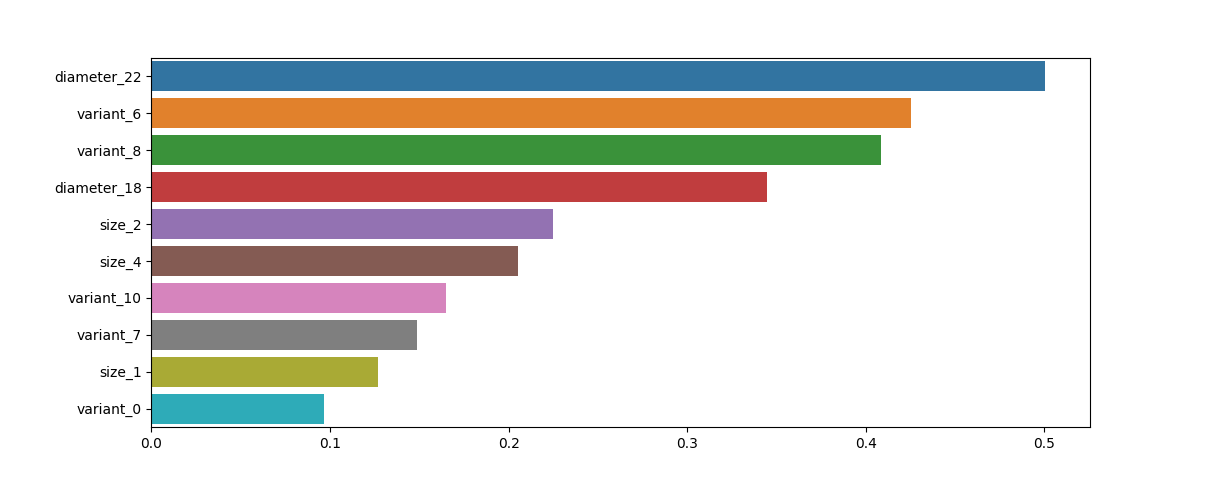 diameter_22
variant_6
variant_8
diameter_18
size_2
size_4
variant_10
variant_7
size_1
variant_0
0.0 0.1 0.2 0.3 0.4 0.5